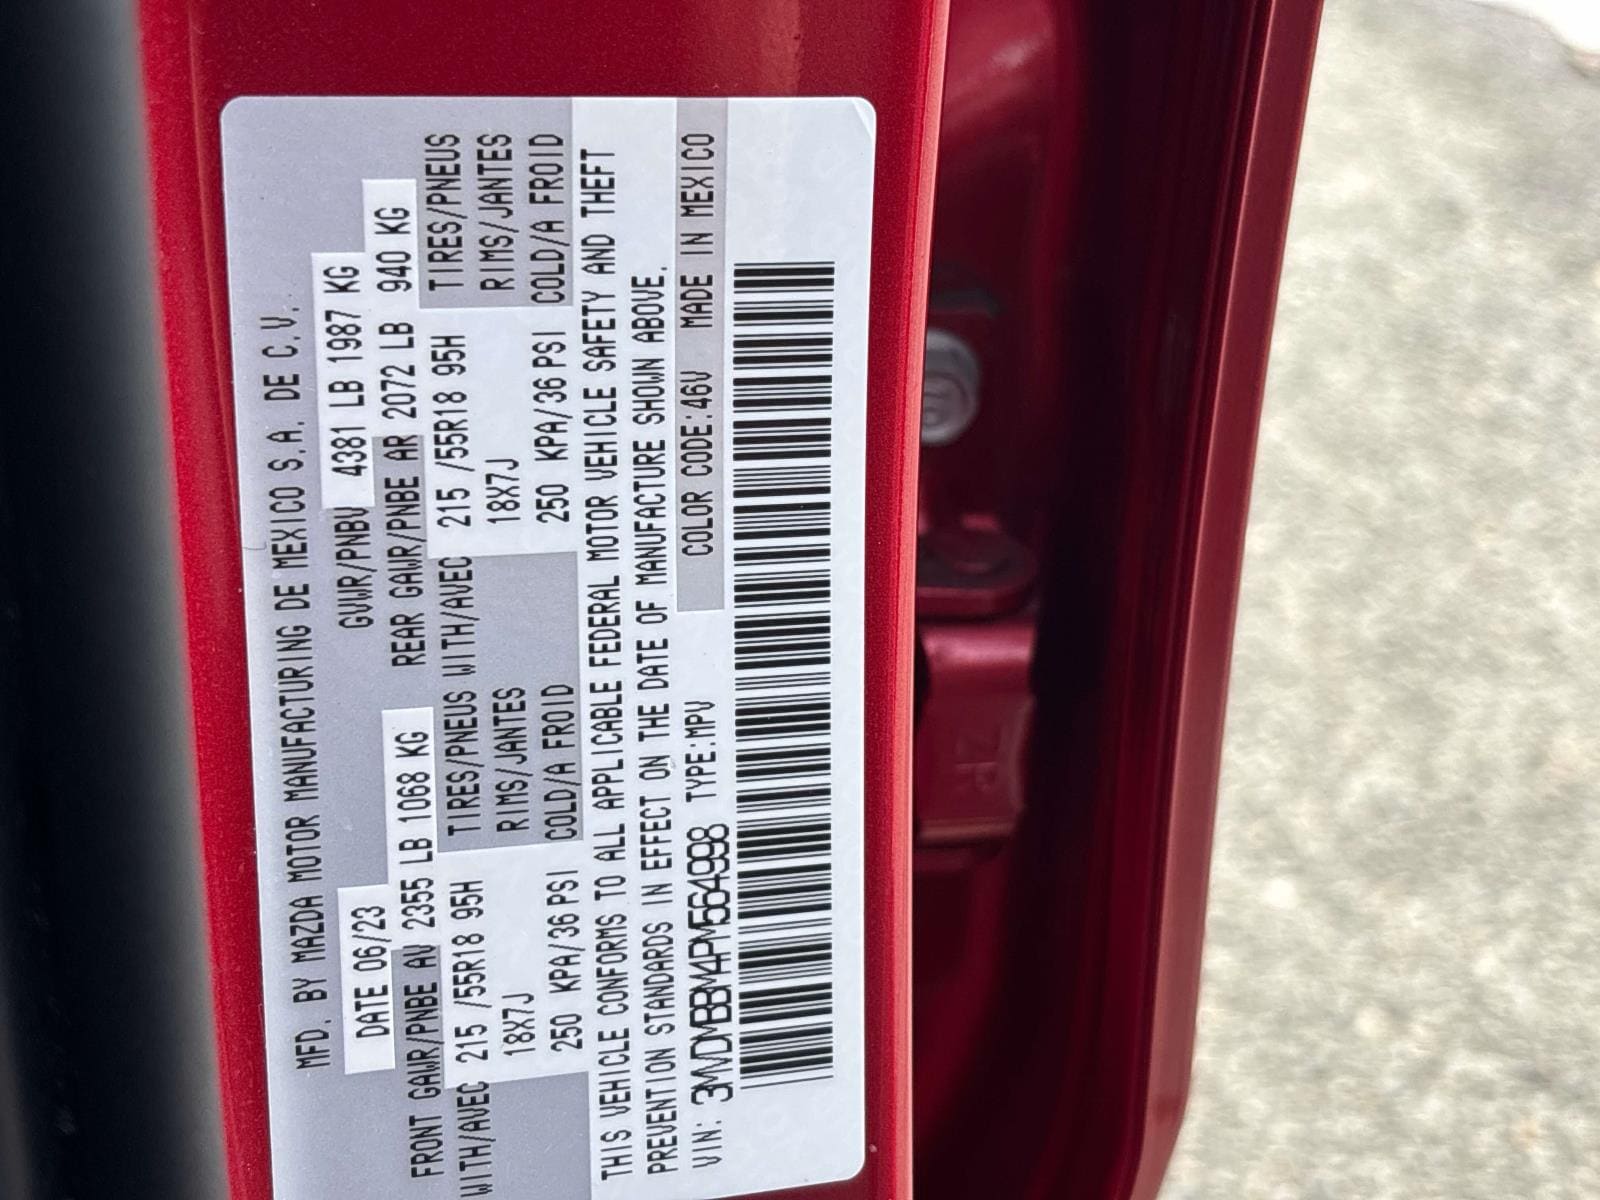 MFD. BY MAZDA MOTOR MANUFACTURING DE MEXICO S.A. DE C.V.
DATE 06/23 GVWR/PNBV 4381 LB 1987 KG
FRONT GAWR/PNBE AV 2355 LB 1068 KG REAR GAWR/PNBE AR 2072 LB 940 KG
WITH/AVEC 215 /55R18 95H TIRES/PNEUS WITH/AVEC 215 /55R18 95H TIRES/PNEUS
18X7J RIMS/JANTES 18X7J RIMS/JANTES
250 KPA/36 PSI COLD/A FROID 250 KPA/36 PSI COLD/A FROID
THIS VEHICLE CONFORMS TO ALL APPLICABLE FEDERAL MOTOR VEHICLE SAFETY AND THEFT
PREVENTION STANDARDS IN EFFECT ON THE DATE OF MANUFACTURE SHOWN ABOVE.
VIN: 3MVDMBBM4PM564998 TYPE:MPV COLOR CODE:46V MADE IN MEXICO